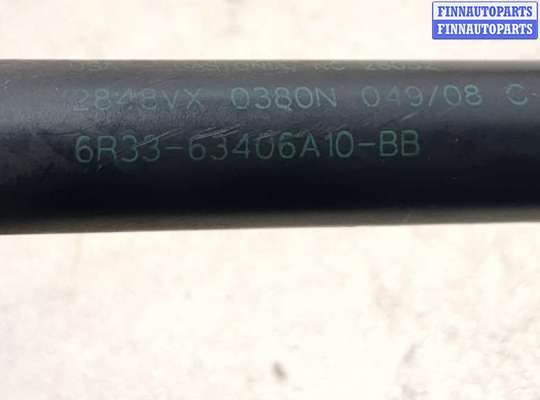 FINNAUTOPARTS
FINNAUTOPARTS
2848VX 0380N 049/08 C
6R33-63406A10-BB